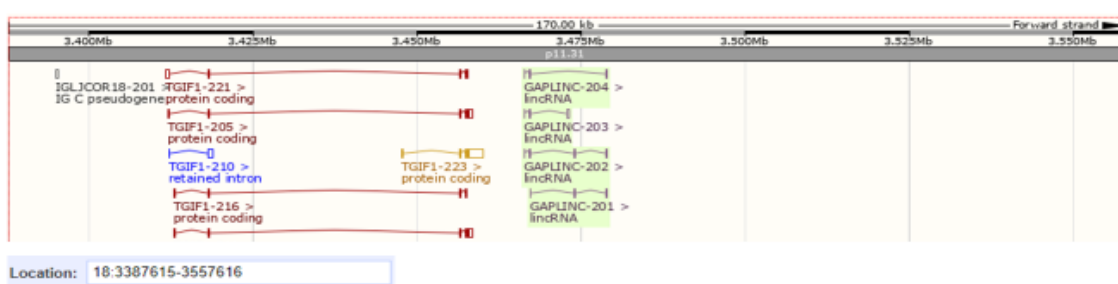 170.00 kb Forward strand
3.400Mb 3.425Mb 3.450Mb 3.475Mb 3.500Mb 3.525Mb 3.550Mb
p11.31
IGLJCOR18-201 > TGIF1-221 > GAPLINC-204 >
IG C pseudogene protein coding lincRNA
TGIF1-205 > GAPLINC-203 >
protein coding lincRNA
TGIF1-210 > TGIF1-223 > GAPLINC-202 >
retained intron protein coding lincRNA
TGIF1-216 > GAPLINC-201 >
protein coding lincRNA
Location: 18:3387615-3557616